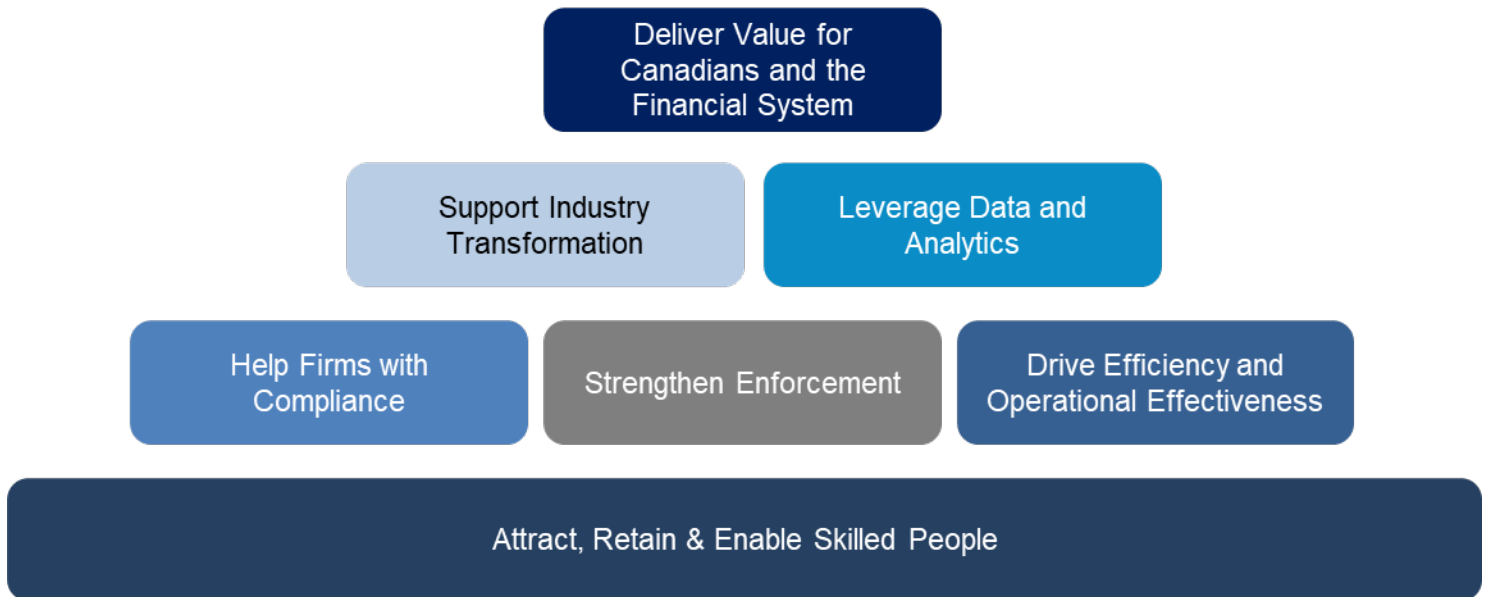 Deliver Value for
Canadians and the
Financial System
Support Industry
Transformation
Leverage Data and
Analytics
Help Firms with
Compliance
Strengthen Enforcement
Drive Efficiency and
Operational Effectiveness
Attract, Retain & Enable Skilled People